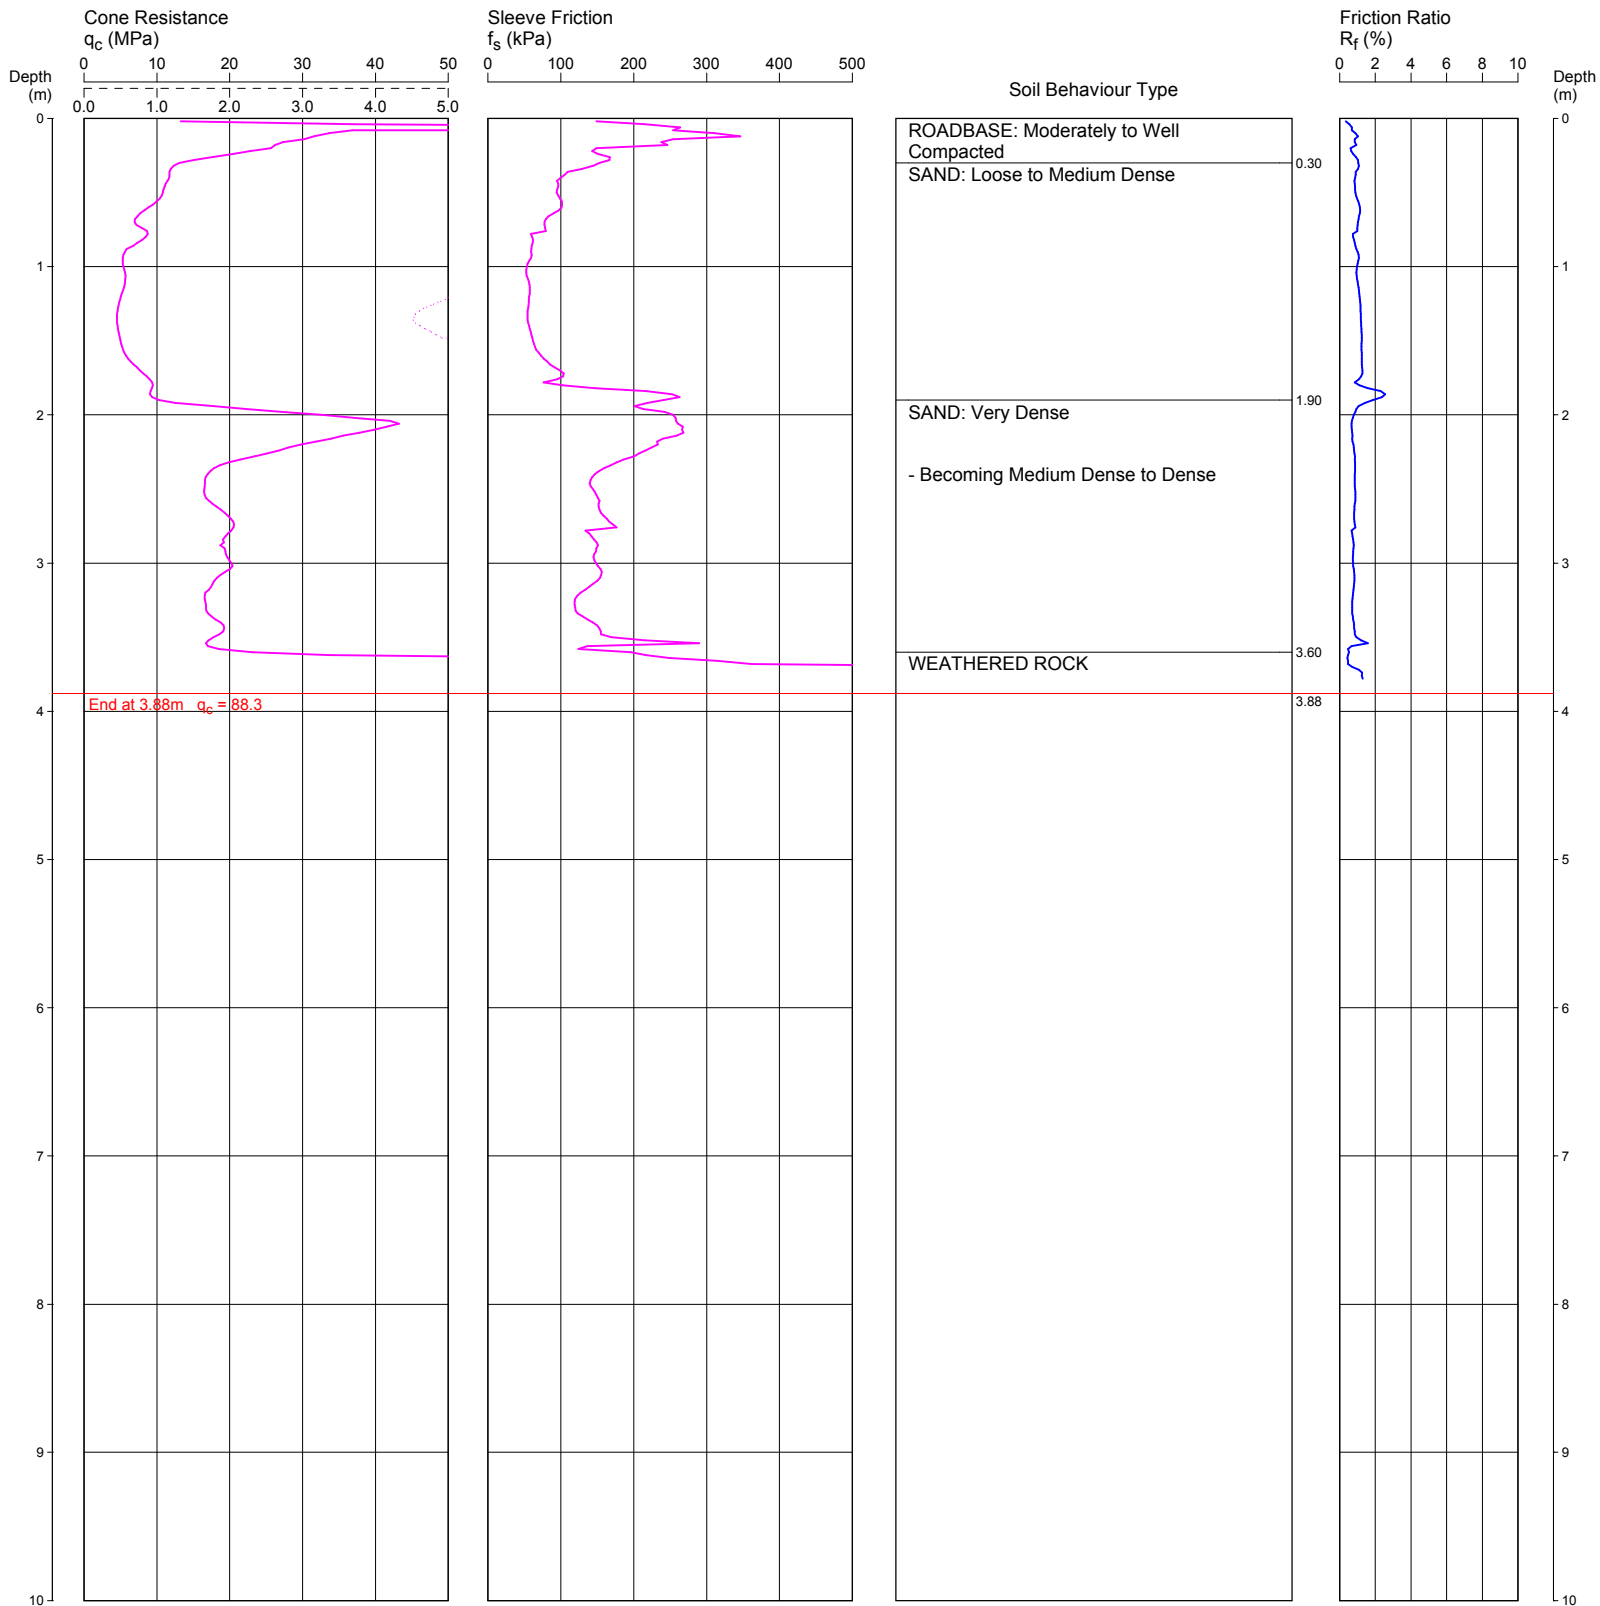 Cone Resistance
q_c (MPa)
0 10 20 30 40 50
0.0 1.0 2.0 3.0 4.0 5.0
Sleeve Friction
f_s (kPa)
0 100 200 300 400 500
Soil Behaviour Type
Friction Ratio
R_f (%)
0 2 4 6 8 10
Depth
(m)
0
1
2
3
4
5
6
7
8
9
10
End at 3.88m q_c = 88.3
ROADBASE: Moderately to Well
Compacted
0.30
SAND: Loose to Medium Dense
1.90
SAND: Very Dense
- Becoming Medium Dense to Dense
3.60
WEATHERED ROCK
3.88
Depth
(m)
0
1
2
3
4
5
6
7
8
9
10